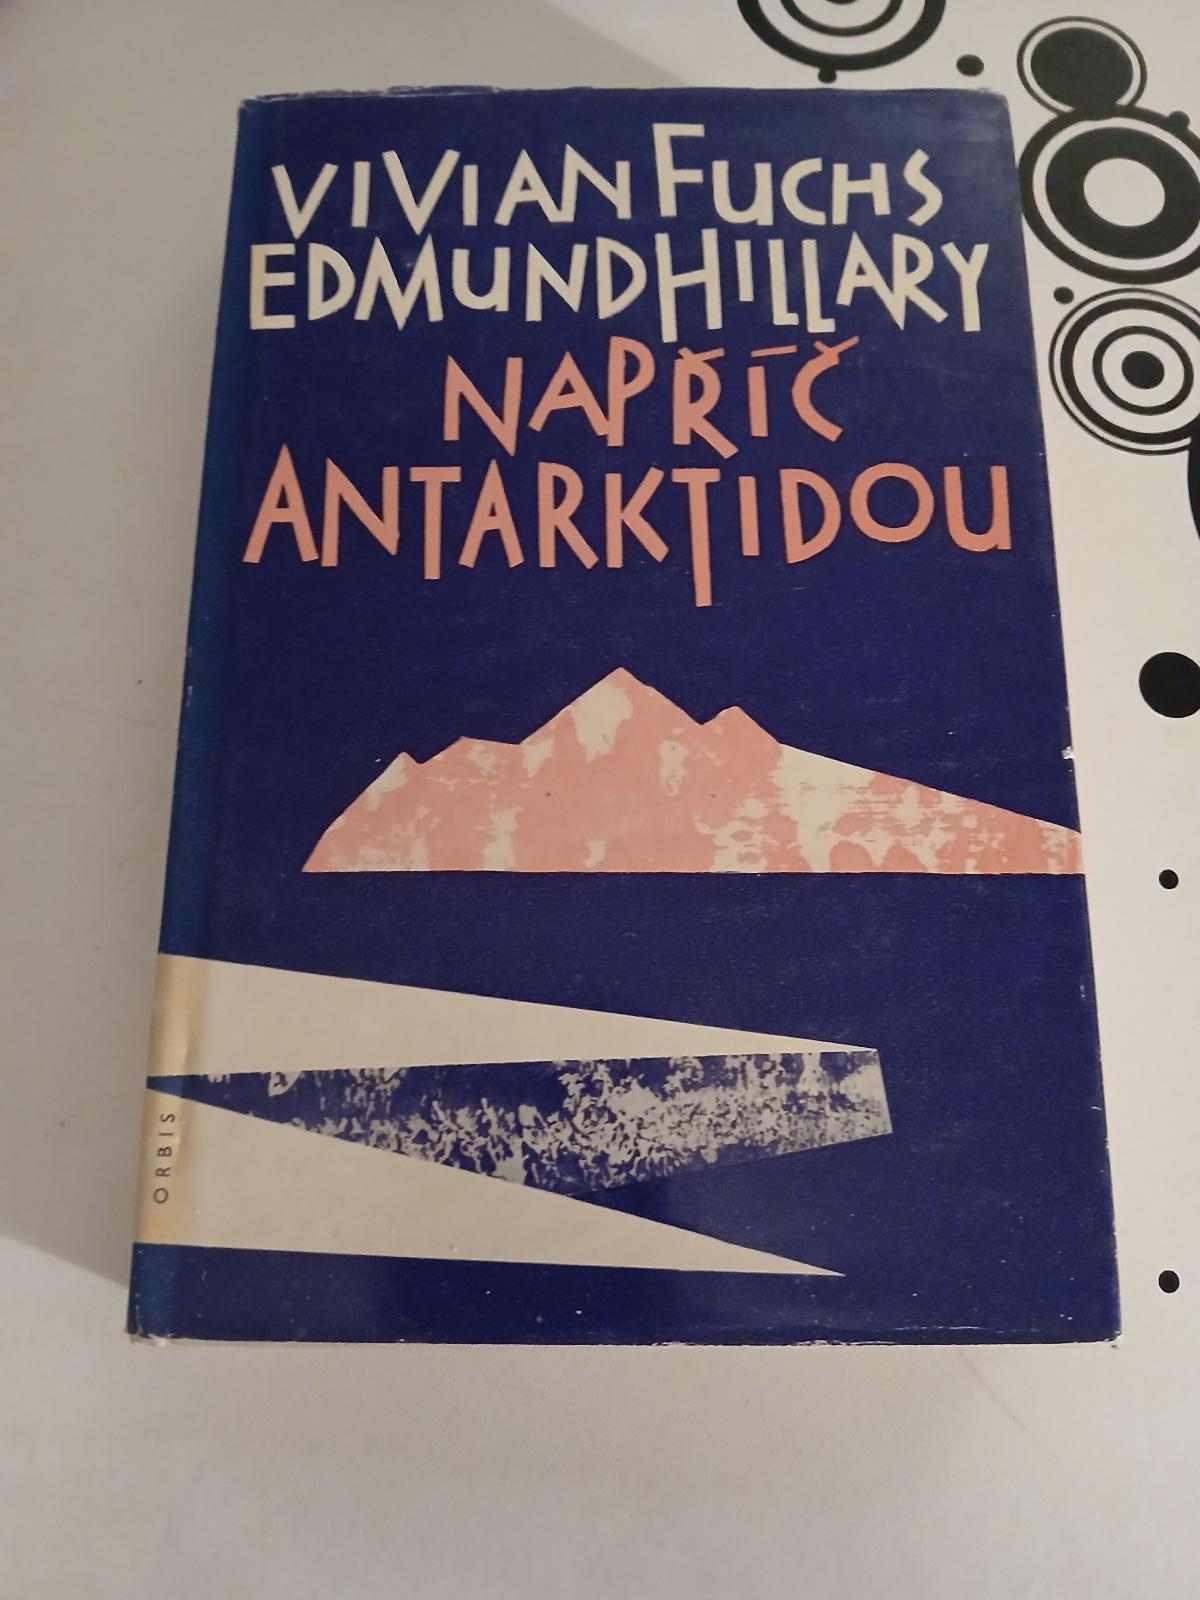 VIVIAN FUCHS
EDMUND HILLARY
NAPŘÍČ
ANTARKTIDOU
ORBIS